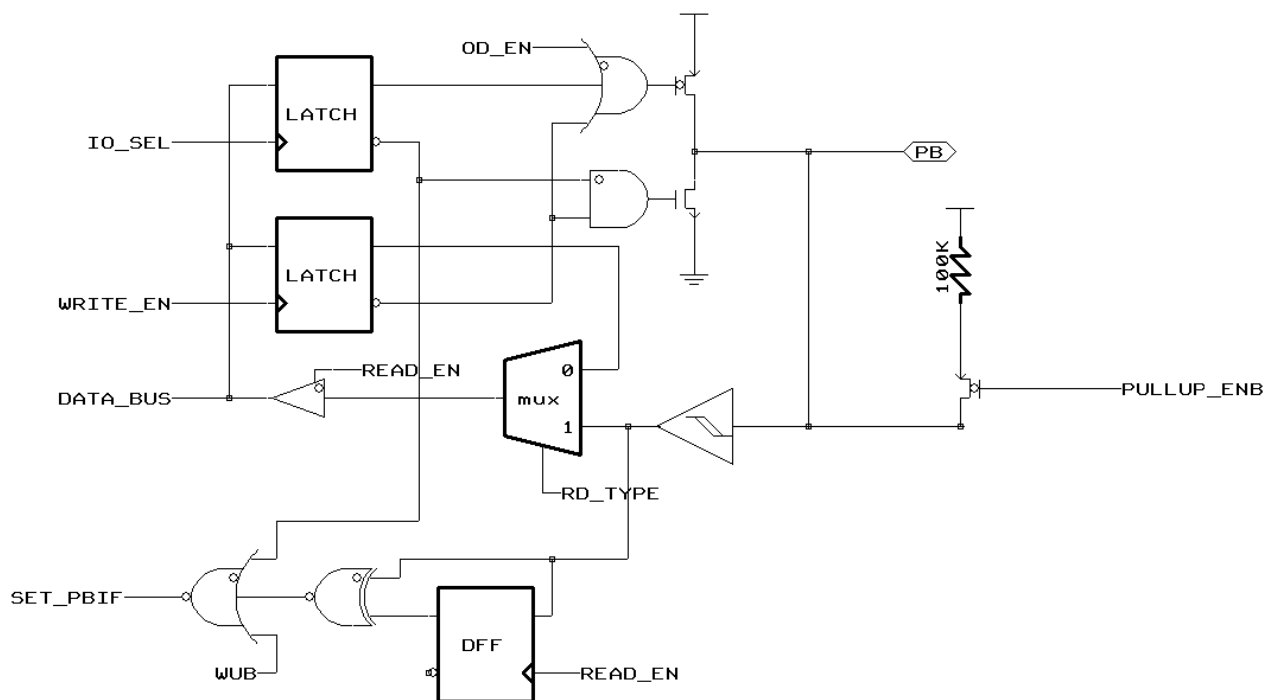 OD_EN
LATCH
IO_SEL
PB
LATCH
100K
WRITE_EN
READ_EN
0
DATA_BUS
mux
PULLUP_ENB
1
RD_TYPE
SET_PBIF
DFF
WUB
READ_EN